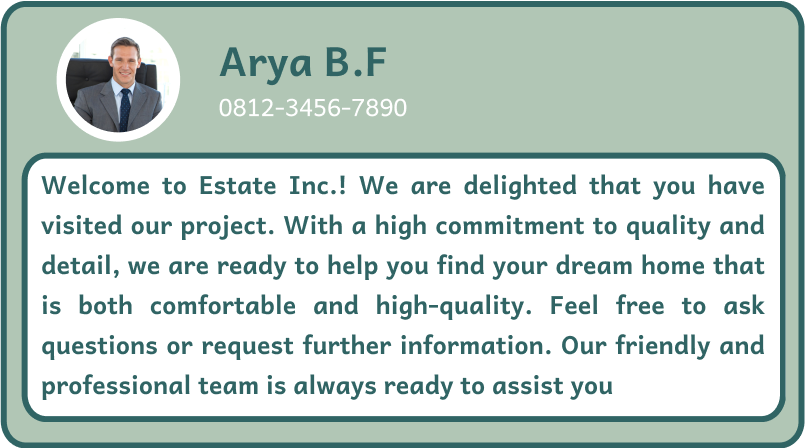 Arya B.F
0812-3456-7890
Welcome to Estate Inc.! We are delighted that you have
visited our project. With a high commitment to quality and
detail, we are ready to help you find your dream home that
is both comfortable and high-quality. Feel free to ask
questions or request further information. Our friendly and
professional team is always ready to assist you